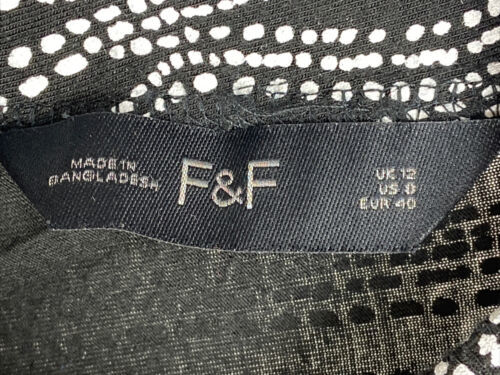 MADE IN
BANGLADESH
F&F
UK 12
US 8
EUR 40